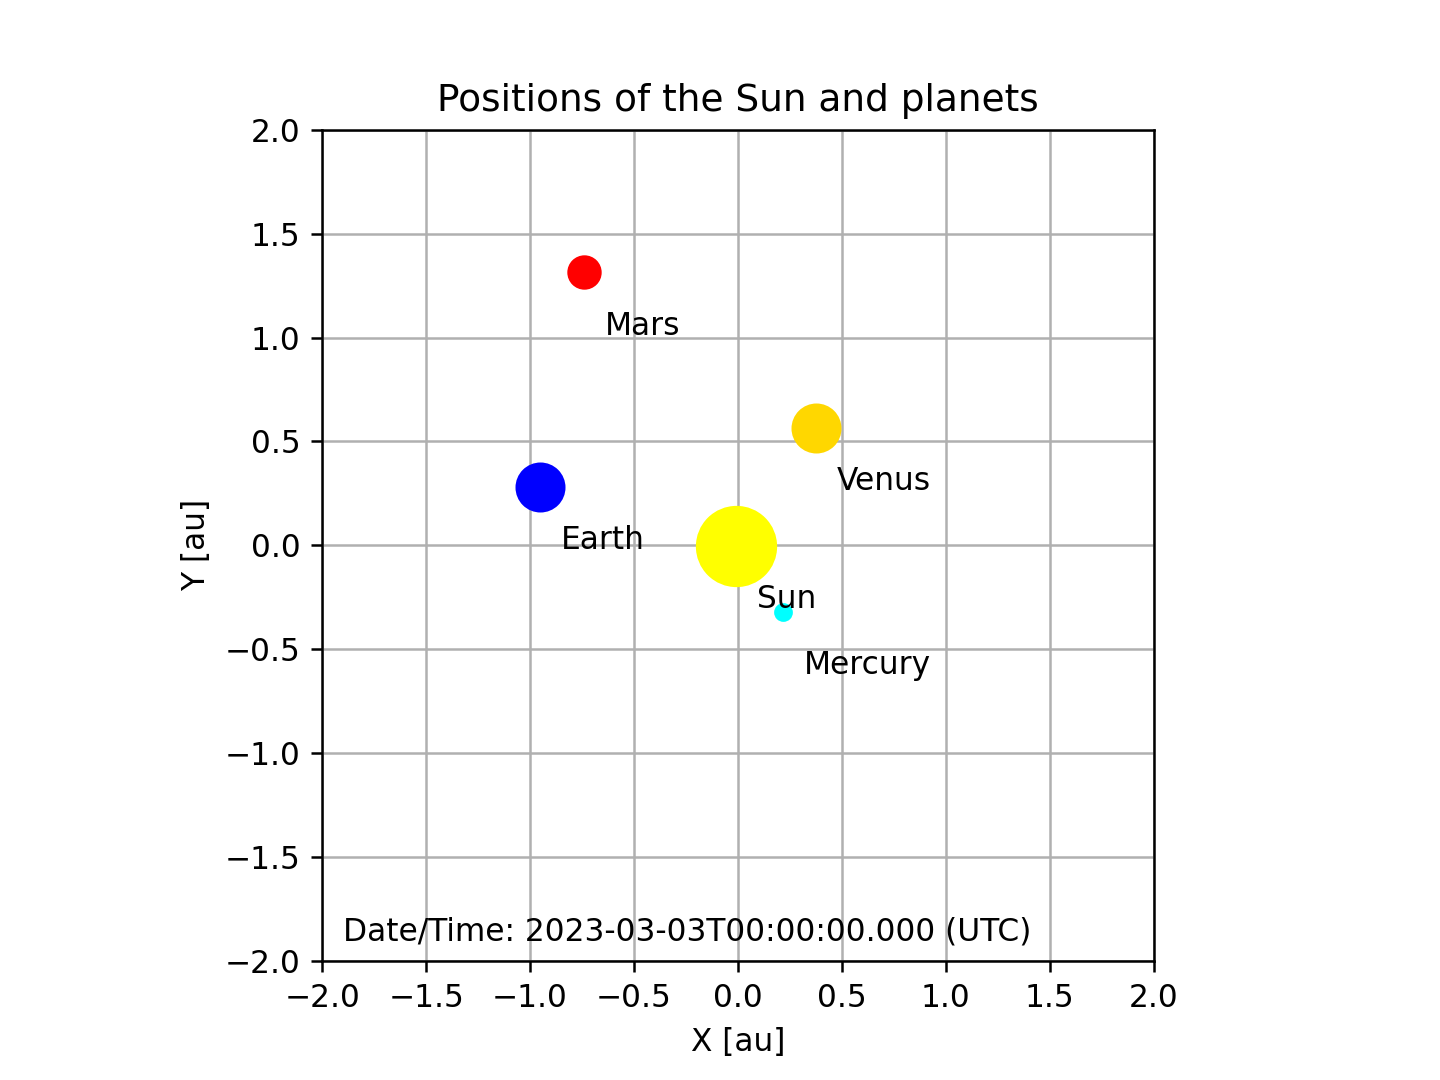 Positions of the Sun and planets
2.0
1.5
Mars
1.0
0.5
Venus
Earth
0.0
Sun
−0.5
Mercury
−1.0
−1.5
Date/Time: 2023-03-03T00:00:00.000 (UTC)
−2.0
Y [au]
−2.0 −1.5 −1.0 −0.5 0.0 0.5 1.0 1.5 2.0
X [au]